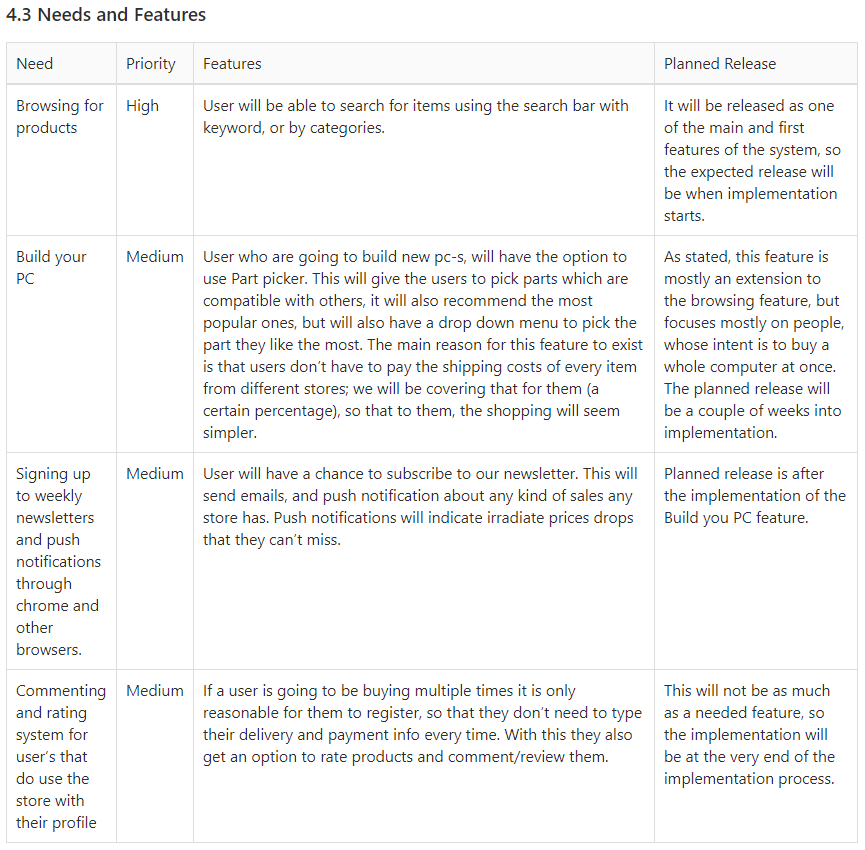 4.3 Needs and Features
Need Priority Features Planned Release
Browsing for
products
High
User will be able to search for items using the search bar with
keyword, or by categories.
It will be released as one
of the main and first
features of the system, so
the expected release will
be when implementation
starts.
Build your
PC
Medium
User who are going to build new pc-s, will have the option to
use Part picker. This will give the users to pick parts which are
compatible with others, it will also recommend the most
popular ones, but will also have a drop down menu to pick the
part they like the most. The main reason for this feature to exist
is that users don’t have to pay the shipping costs of every item
from different stores; we will be covering that for them (a
certain percentage), so that to them, the shopping will seem
simpler.
As stated, this feature is
mostly an extension to
the browsing feature, but
focuses mostly on people,
whose intent is to buy a
whole computer at once.
The planned release will
be a couple of weeks into
implementation.
Signing up
to weekly
newsletters
and push
notifications
through
chrome and
other
browsers.
Medium
User will have a chance to subscribe to our newsletter. This will
send emails, and push notification about any kind of sales any
store has. Push notifications will indicate irradiate prices drops
that they can’t miss.
Planned release is after
the implementation of the
Build you PC feature.
Commenting
and rating
system for
user’s that
do use the
store with
their profile
Medium
If a user is going to be buying multiple times it is only
reasonable for them to register, so that they don’t need to type
their delivery and payment info every time. With this they also
get an option to rate products and comment/review them.
This will not be as much
as a needed feature, so
the implementation will
be at the very end of the
implementation process.